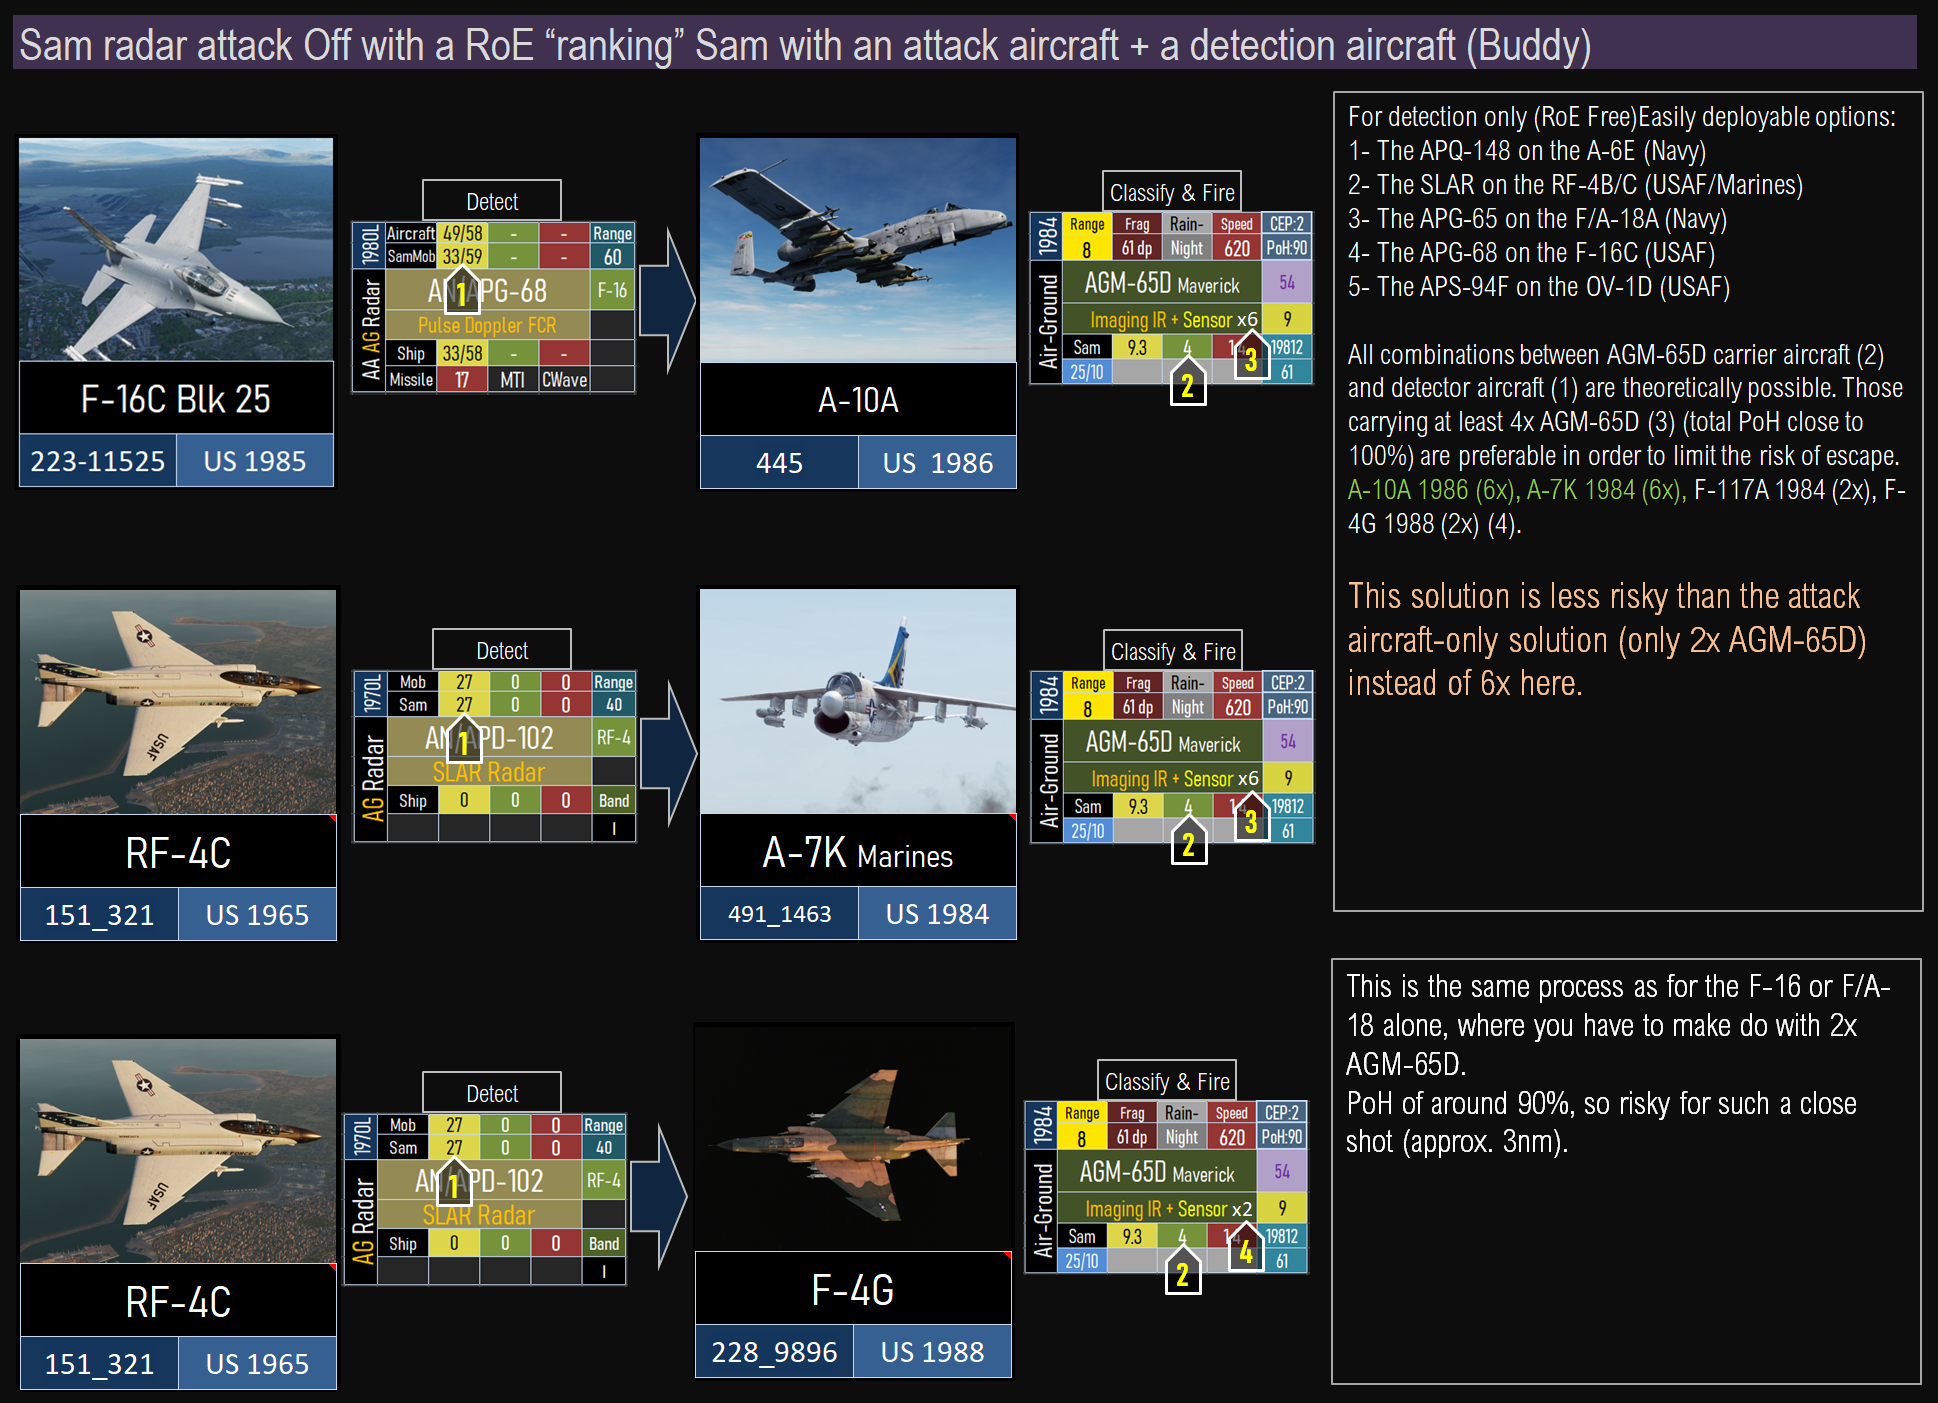 Sam radar attack Off with a RoE “ranking” Sam with an attack aircraft + a detection aircraft (Buddy)
F-16C Blk 25
223-11525 US 1985
Detect
1980L Aircraft 49/58 - - Range
SamMob 33/59 - - 60
AA AG Radar
APG-68 F-16
1
Pulse Doppler FCR
Ship 33/58 - -
Missile 17 MTI CWave
A-10A
445 US 1986
Classify & Fire
1984 Range Frag Rain- Speed CEP:2
8 61 dp Night 620 PoH:90
Air-Ground
AGM-65D Maverick 54
Imaging IR + Sensor x6 9
Sam 9.3 4 19812
25/10 61
2
3
For detection only (RoE Free)Easily deployable options:
1- The APQ-148 on the A-6E (Navy)
2- The SLAR on the RF-4B/C (USAF/Marines)
3- The APG-65 on the F/A-18A (Navy)
4- The APG-68 on the F-16C (USAF)
5- The APS-94F on the OV-1D (USAF)
All combinations between AGM-65D carrier aircraft (2)
and detector aircraft (1) are theoretically possible. Those
carrying at least 4x AGM-65D (3) (total PoH close to
100%) are preferable in order to limit the risk of escape.
A-10A 1986 (6x), A-7K 1984 (6x), F-117A 1984 (2x), F-
4G 1988 (2x) (4).
This solution is less risky than the attack
aircraft-only solution (only 2x AGM-65D)
instead of 6x here.
RF-4C
151_321 US 1965
Detect
1970L Mob 27 0 0 Range
Sam 27 0 0 40
AG Radar
AN/APD-102 RF-4
1
SLAR Radar
Ship 0 0 0 Band
I
A-7K Marines
491_1463 US 1984
Classify & Fire
1984 Range Frag Rain- Speed CEP:2
8 61 dp Night 620 PoH:90
Air-Ground
AGM-65D Maverick 54
Imaging IR + Sensor x6 9
Sam 9.3 4 19812
25/10 61
2
3
RF-4C
151_321 US 1965
Detect
1970L Mob 27 0 0 Range
Sam 27 0 0 40
AG Radar
AN/APD-102 RF-4
1
SLAR Radar
Ship 0 0 0 Band
I
F-4G
228_9896 US 1988
Classify & Fire
1984 Range Frag Rain- Speed CEP:2
8 61 dp Night 620 PoH:90
Air-Ground
AGM-65D Maverick 54
Imaging IR + Sensor x2 9
Sam 9.3 4 19812
25/10 61
2
4
This is the same process as for the F-16 or F/A-
18 alone, where you have to make do with 2x
AGM-65D.
PoH of around 90%, so risky for such a close
shot (approx. 3nm).